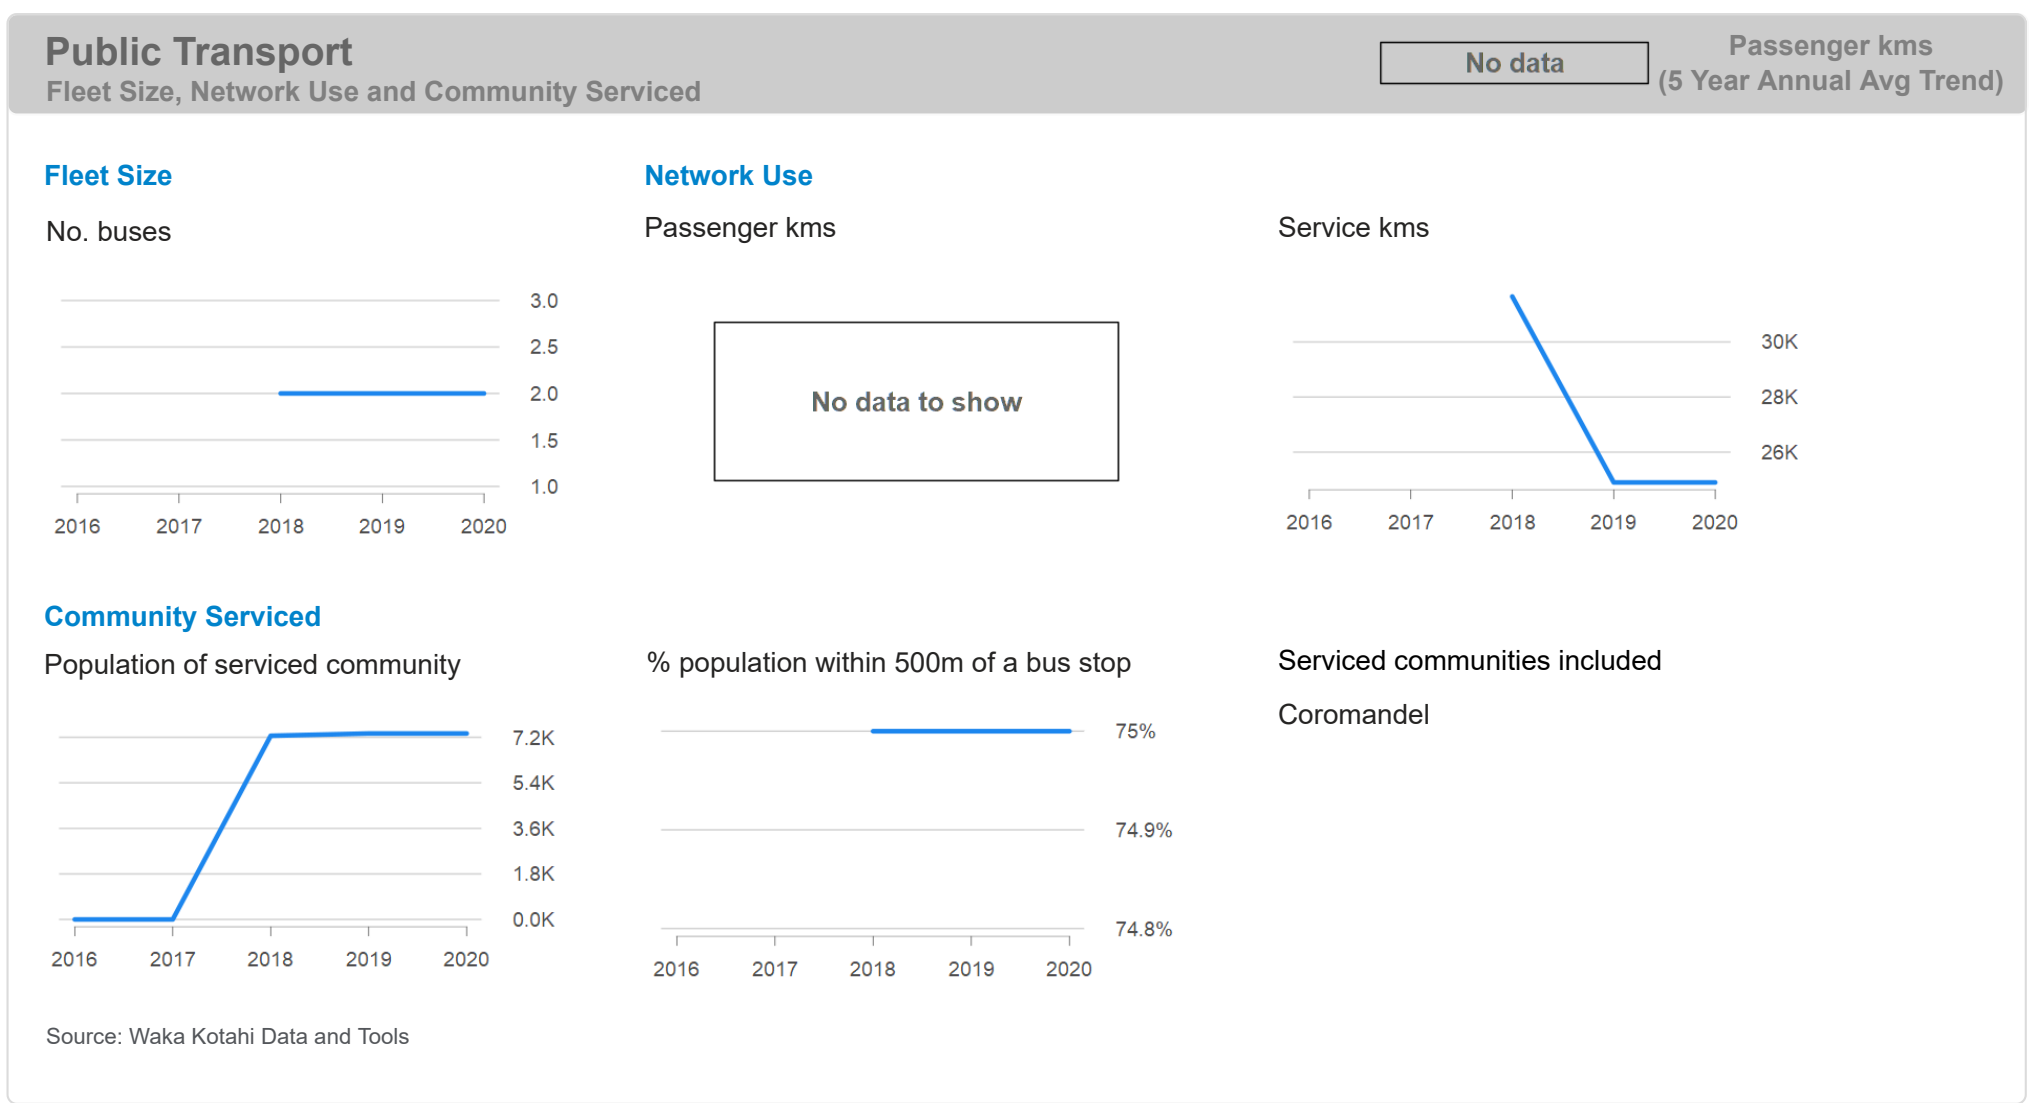 Public Transport
Fleet Size, Network Use and Community Serviced
No data
Passenger kms
(5 Year Annual Avg Trend)
Fleet Size
No. buses
3.0
2.5
2.0
1.5
1.0
2016 2017 2018 2019 2020
Network Use
Passenger kms
No data to show
Service kms
30K
28K
26K
2016 2017 2018 2019 2020
Community Serviced
Population of serviced community
7.2K
5.4K
3.6K
1.8K
0.0K
2016 2017 2018 2019 2020
% population within 500m of a bus stop
75%
74.9%
74.8%
2016 2017 2018 2019 2020
Serviced communities included
Coromandel
Source: Waka Kotahi Data and Tools